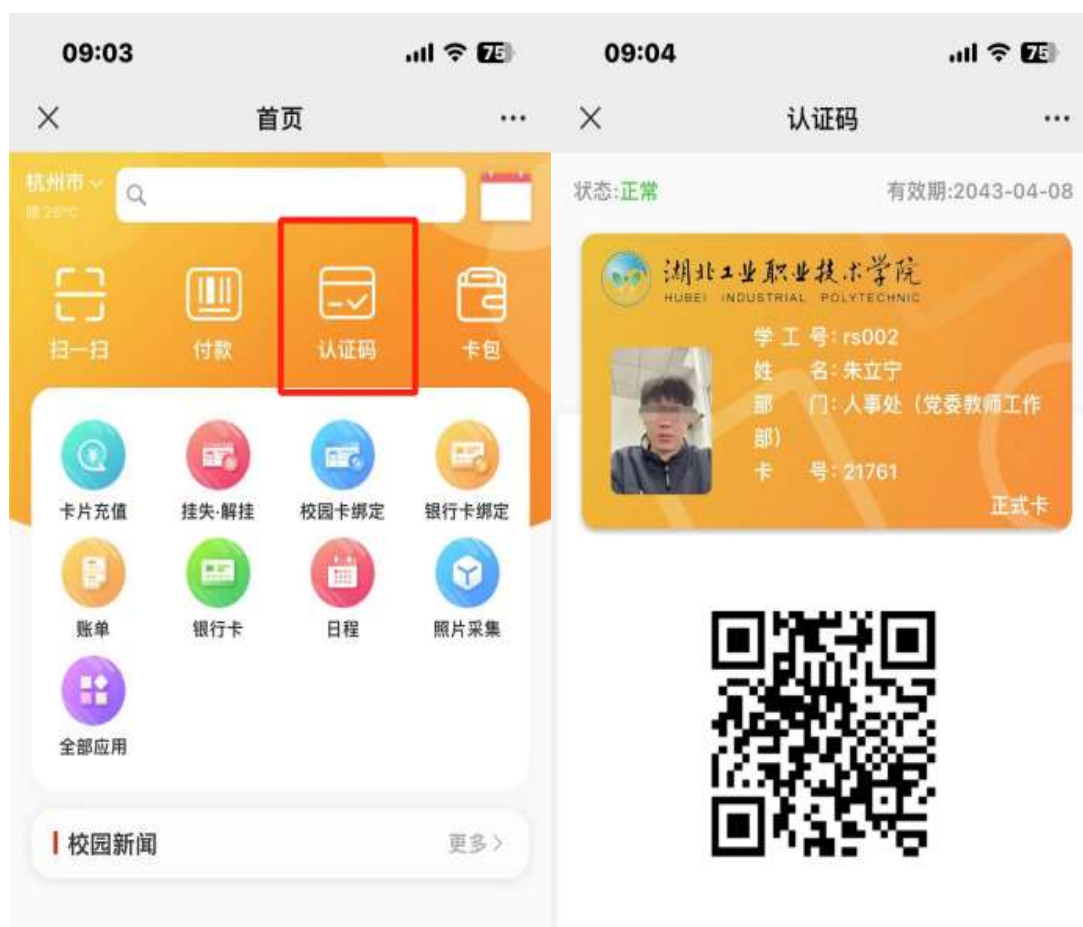 09:03
75
首页
杭州市
晴 26°C
扫一扫
付款
认证码
卡包
卡片充值
挂失·解挂
校园卡绑定
银行卡绑定
账单
银行卡
日程
照片采集
全部应用
校园新闻
更多
09:04
75
认证码
状态:正常
有效期:2043-04-08
湖北工业职业技术学院
HUBEI INDUSTRIAL POLYTECHNIC
学 工 号: rs002
姓 名: 朱立宁
部 门: 人事处（党委教师工作
部）
卡 号: 21761
正式卡